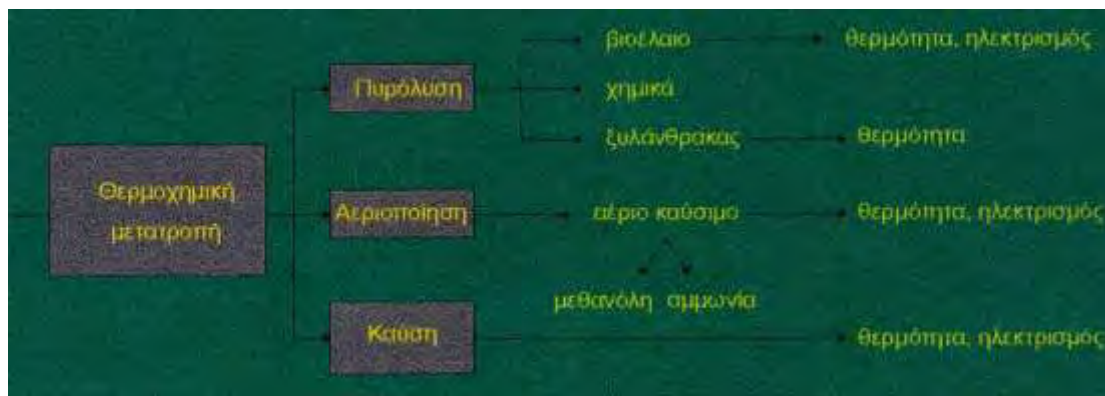 βιοέλαιο θερμότητα, ηλεκτρισμός
Πυρόλυση χημικά
ξυλάνθρακας θερμότητα
Θερμοχημική
μετατροπή
Αεριοποίηση αέριο καύσιμο θερμότητα, ηλεκτρισμός
μεθανόλη αμμωνία
Καύση θερμότητα, ηλεκτρισμός